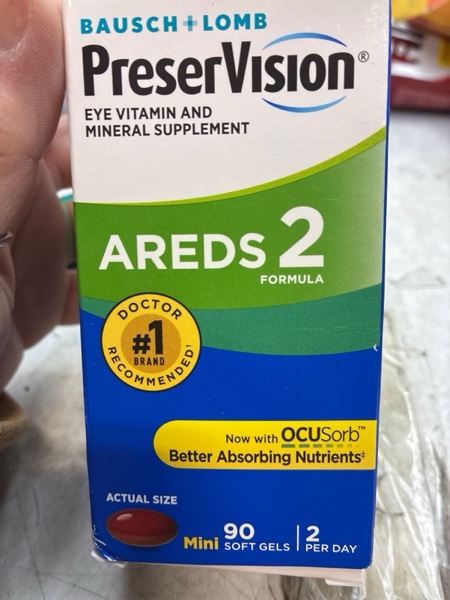 BAUSCH+LOMB
PreserVision®
EYE VITAMIN AND
MINERAL SUPPLEMENT
AREDS 2
FORMULA
DOCTOR
#1
BRAND
RECOMMENDED¹
Now with OCUSorb™
Better Absorbing Nutrients‡
ACTUAL SIZE
Mini 90 SOFT GELS | 2 PER DAY